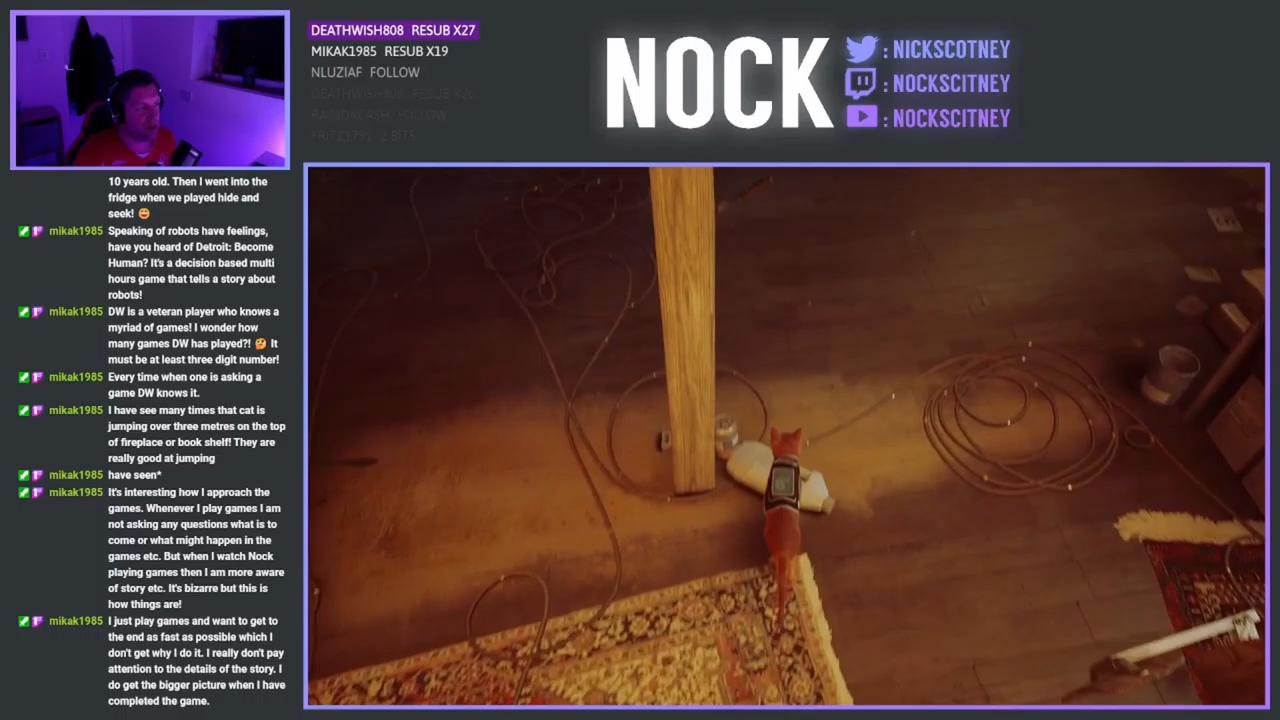 DEATHWISH808 RESUB X27
MIKAK1985 RESUB X19
NLUZIAF FOLLOW
DEATHWISH808 RESUB X26
FRITZ1791 2 BITS
NOCK
: NICKSCOTNEY
: NOCKSCITNEY
: NOCKSCITNEY
10 years old. Then I went into the
fridge when we played hide and
seek! 😄
mikak1985 Speaking of robots have feelings,
have you heard of Detroit: Become
Human? It's a decision based multi
hours game that tells a story about
robots!
mikak1985 DW is a veteran player who knows a
myriad of games! I wonder how
many games DW has played?! 🤔 It
must be at least three digit number!
mikak1985 Every time when one is asking a
game DW knows it.
mikak1985 I have see many times that cat is
jumping over three metres on the top
of fireplace or book shelf! They are
really good at jumping
mikak1985 have seen*
mikak1985 It's interesting how I approach the
games. Whenever I play games I am
not asking any questions what is to
come or what might happen in the
games etc. But when I watch Nock
playing games then I am more aware
of story etc. It's bizarre but this is
how things are!
mikak1985 I just play games and want to get to
the end as fast as possible which I
don't get why I do it. I really don't pay
attention to the details of the story. I
do get the bigger picture when I have
completed the game.